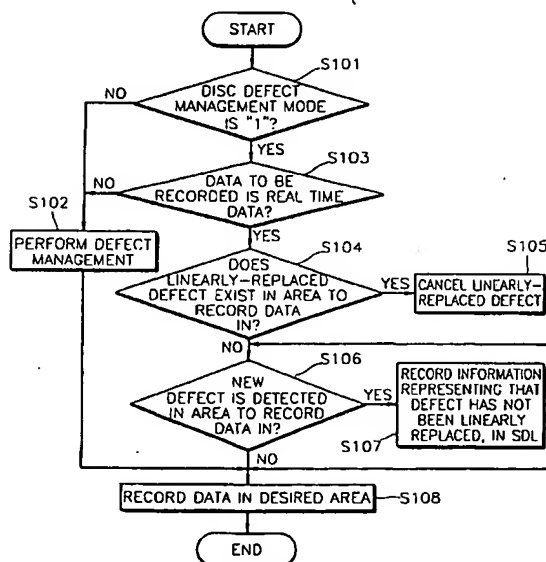 START
S101
NO
DISC DEFECT
MANAGEMENT MODE
IS "1"?
YES
S103
NO
DATA TO BE
RECORDED IS REAL TIME
DATA?
S102
PERFORM DEFECT
MANAGEMENT
YES
S104
DOES
LINEARLY-REPLACED
DEFECT EXIST IN AREA TO
RECORD DATA
IN?
YES
S105
CANCEL LINEARLY-
REPLACED DEFECT
NO
S106
NEW
DEFECT IS DETECTED
IN AREA TO RECORD
DATA IN?
YES
RECORD INFORMATION
REPRESENTING THAT
DEFECT HAS NOT
BEEN LINEARLY
REPLACED, IN SDL
S107
NO
RECORD DATA IN DESIRED AREA
S108
END